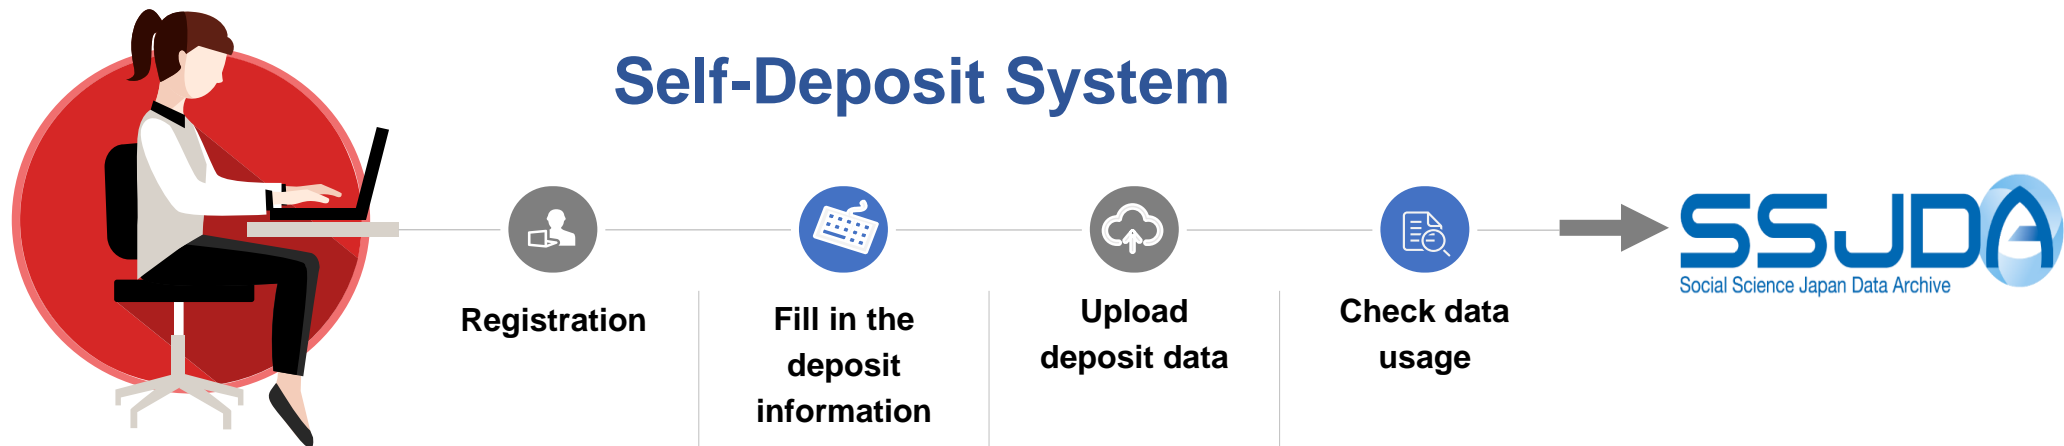 Self-Deposit System
Registration
Fill in the
deposit
information
Upload
deposit data
Check data
usage
SSJDA
Social Science Japan Data Archive